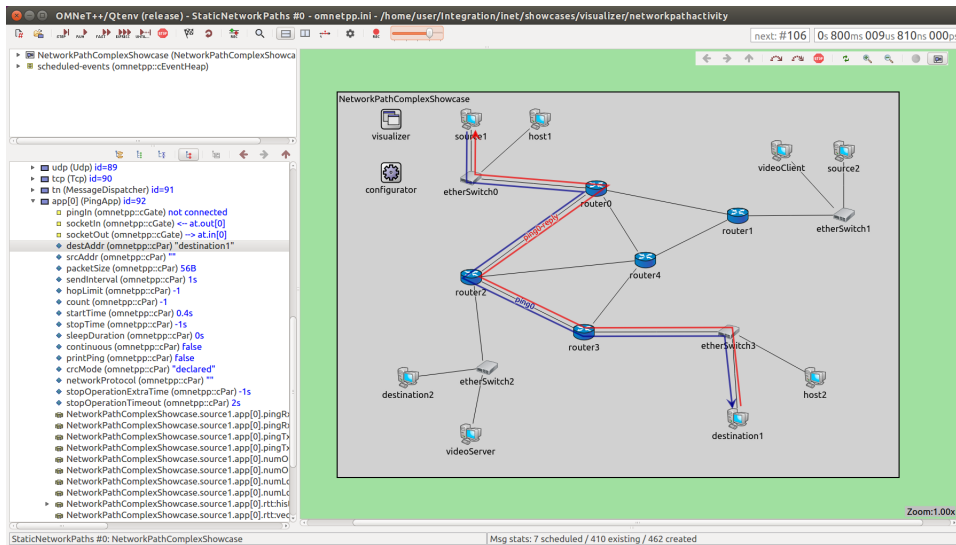 OMNeT++/Qtenv (release) - StaticNetworkPaths #0 - omnetpp.ini - /home/user/Integration/inet/showcases/visualizer/networkpathactivity
next: #106
0s 800ms 009us 810ns 000ps
NetworkPathComplexShowcase (NetworkPathComplexShowca
scheduled-events (omnetpp::cEventHeap)
udp (Udp) id=89
tcp (Tcp) id=90
tn (MessageDispatcher) id=91
app[0] (PingApp) id=92
pingIn (omnetpp::cGate) not connected
socketIn (omnetpp::cGate) <-- at.out[0]
socketOut (omnetpp::cGate) --> at.in[0]
destAddr (omnetpp::cPar) "destination1"
srcAddr (omnetpp::cPar) ""
packetSize (omnetpp::cPar) 56B
sendInterval (omnetpp::cPar) 1s
hopLimit (omnetpp::cPar) -1
count (omnetpp::cPar) -1
startTime (omnetpp::cPar) 0.4s
stopTime (omnetpp::cPar) -1s
sleepDuration (omnetpp::cPar) 0s
continuous (omnetpp::cPar) false
printPing (omnetpp::cPar) false
crcMode (omnetpp::cPar) "declared"
networkProtocol (omnetpp::cPar) ""
stopOperationExtraTime (omnetpp::cPar) -1s
stopOperationTimeout (omnetpp::cPar) 2s
NetworkPathComplexShowcase.source1.app[0].pingRx
NetworkPathComplexShowcase.source1.app[0].pingRx
NetworkPathComplexShowcase.source1.app[0].pingTx
NetworkPathComplexShowcase.source1.app[0].pingTx
NetworkPathComplexShowcase.source1.app[0].numO
NetworkPathComplexShowcase.source1.app[0].numO
NetworkPathComplexShowcase.source1.app[0].numLo
NetworkPathComplexShowcase.source1.app[0].numLo
NetworkPathComplexShowcase.source1.app[0].rtt:his
NetworkPathComplexShowcase.source1.app[0].rtt:vec
NetworkPathComplexShowcase
visualizer
source1
host1
configurator
etherSwitch0
videoClient
source2
router0
router1
etherSwitch1
ping0-reply
router4
router2
ping0
router3
etherSwitch3
etherSwitch2
destination2
host2
destination1
videoServer
Zoom:1.00x
StaticNetworkPaths #0: NetworkPathComplexShowcase
Msg stats: 7 scheduled / 410 existing / 462 created